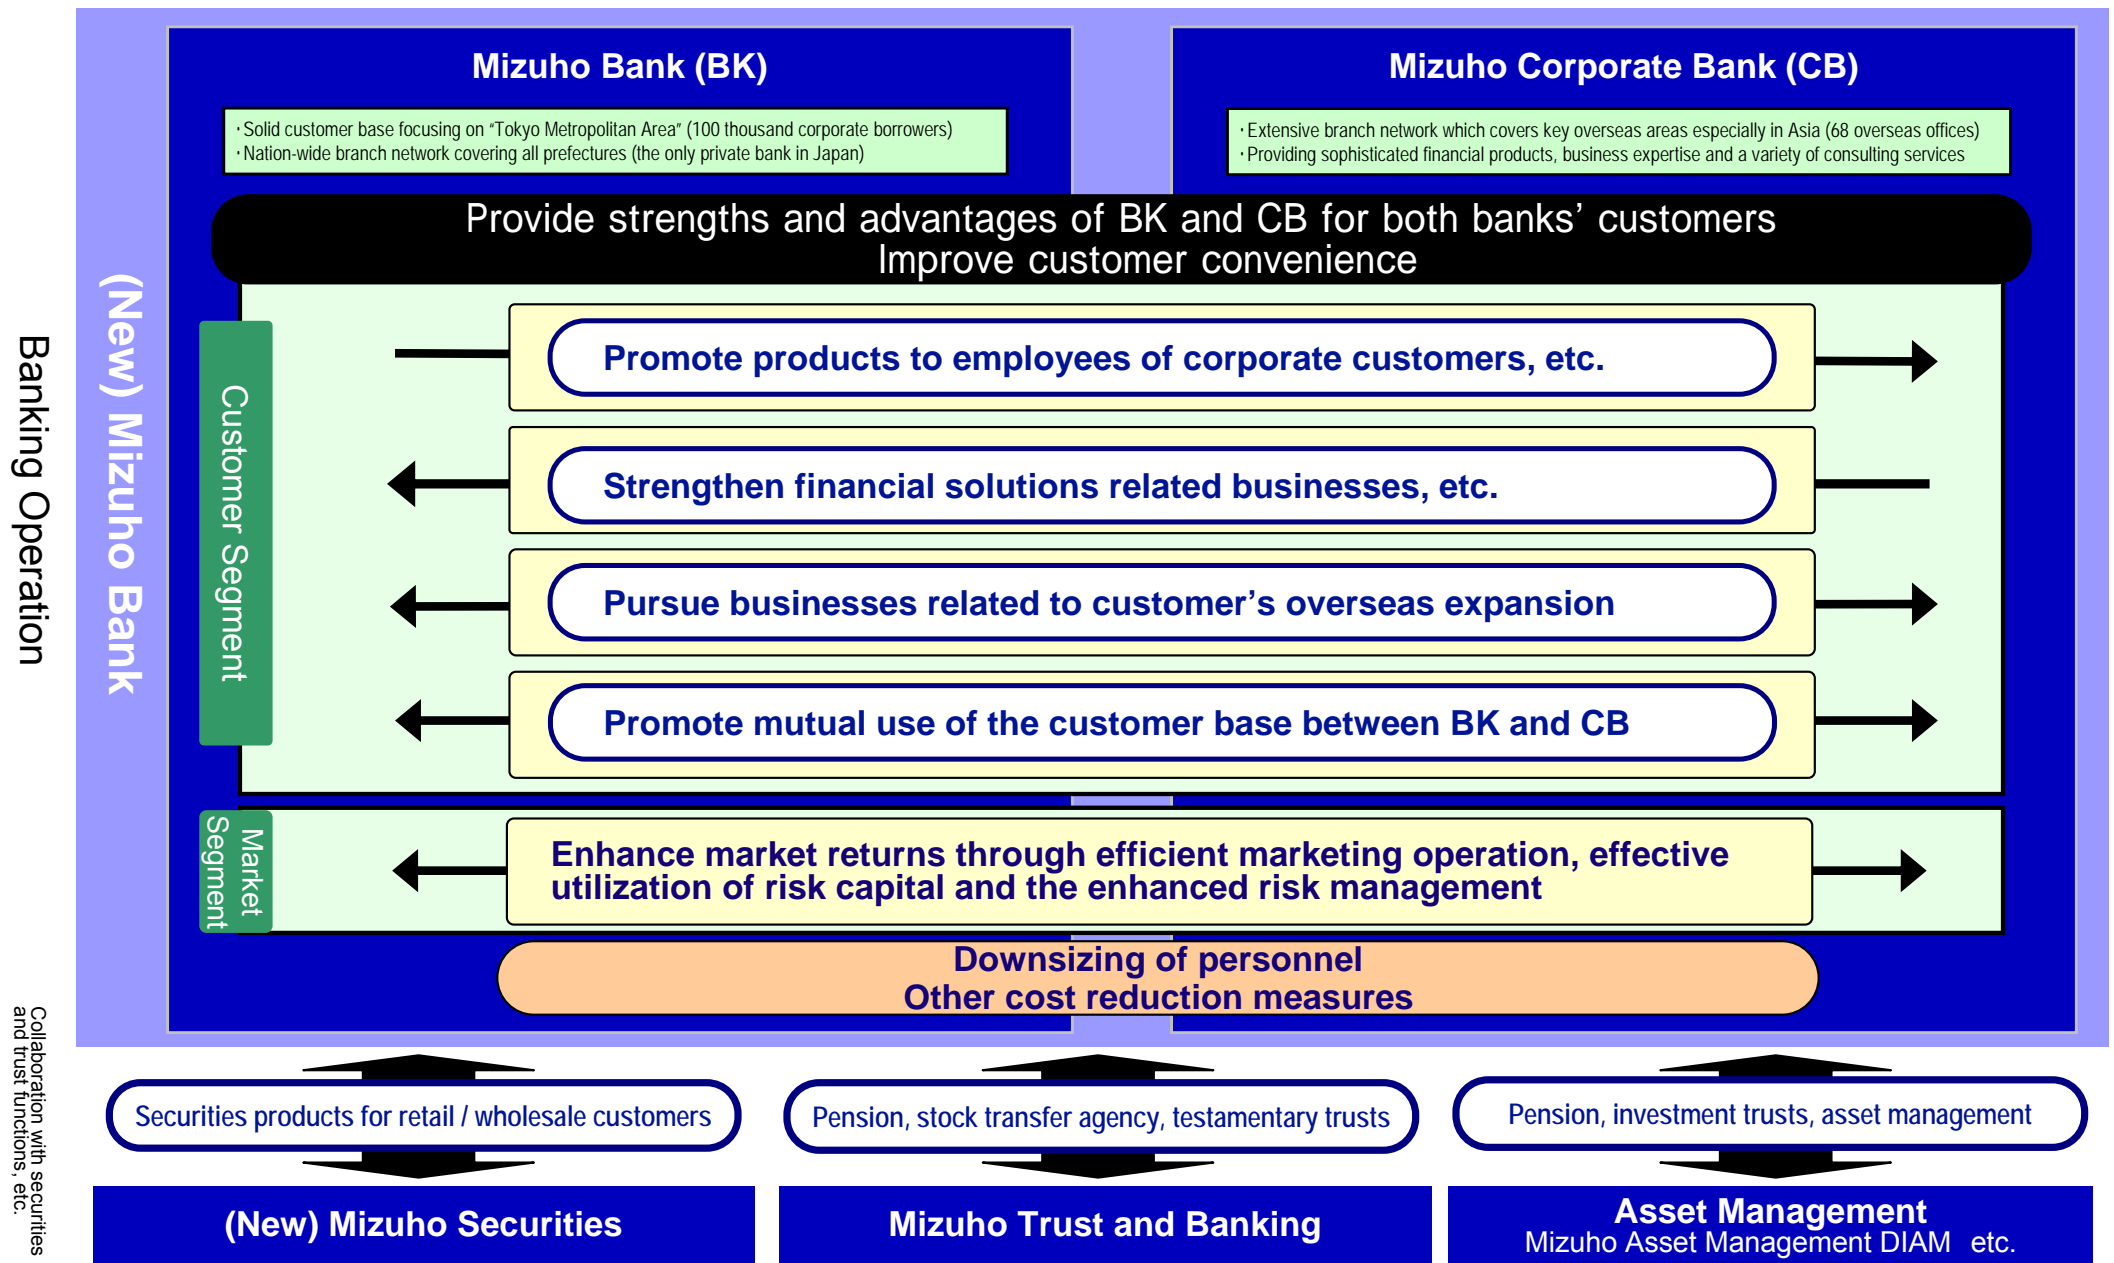 Mizuho Bank (BK)
Mizuho Corporate Bank (CB)
・Solid customer base focusing on “Tokyo Metropolitan Area” (100 thousand corporate borrowers)
・Nation-wide branch network covering all prefectures (the only private bank in Japan)
・Extensive branch network which covers key overseas areas especially in Asia (68 overseas offices)
・Providing sophisticated financial products, business expertise and a variety of consulting services
Provide strengths and advantages of BK and CB for both banks’ customers
Improve customer convenience
Banking Operation
(New) Mizuho Bank
Customer Segment
Promote products to employees of corporate customers, etc.
Strengthen financial solutions related businesses, etc.
Pursue businesses related to customer’s overseas expansion
Promote mutual use of the customer base between BK and CB
Market
Segment
Enhance market returns through efficient marketing operation, effective
utilization of risk capital and the enhanced risk management
Downsizing of personnel
Other cost reduction measures
Collaboration with securities
and trust functions, etc.
Securities products for retail / wholesale customers
Pension, stock transfer agency, testamentary trusts
Pension, investment trusts, asset management
(New) Mizuho Securities
Mizuho Trust and Banking
Asset Management
Mizuho Asset Management DIAM etc.